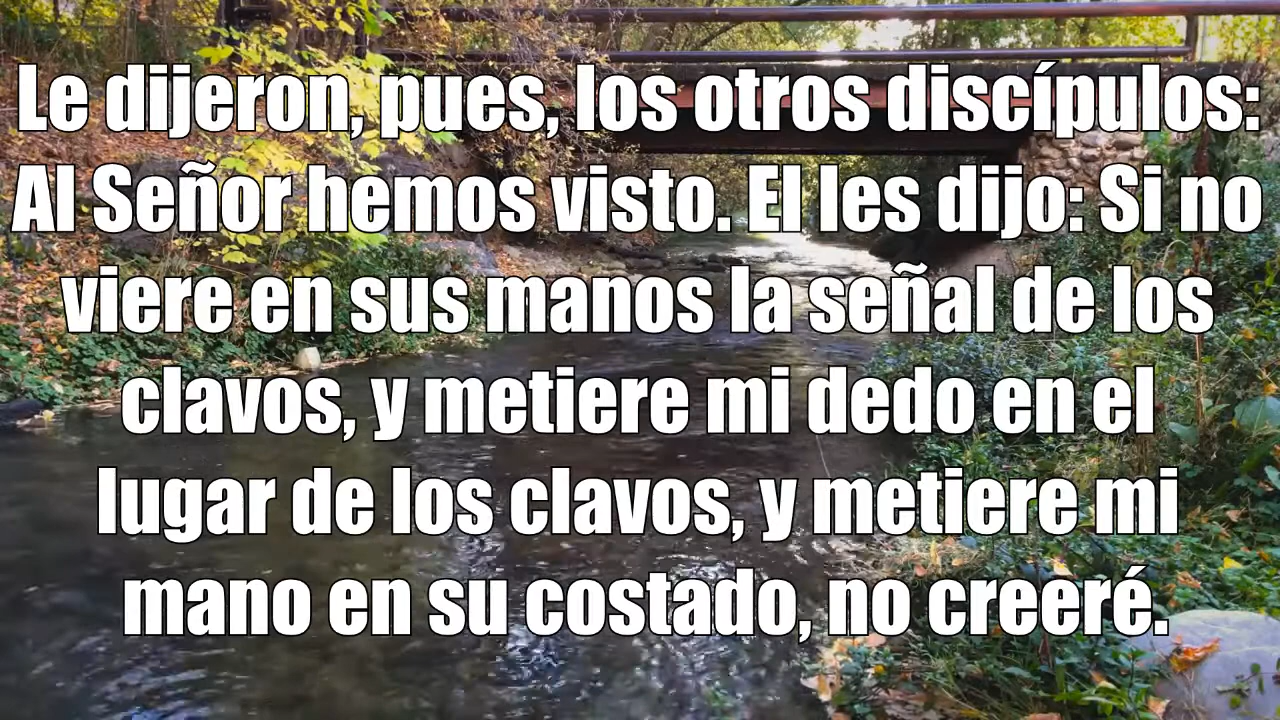 Le dijeron, pues, los otros discípulos:
Al Señor hemos visto. El les dijo: Si no
viere en sus manos la señal de los
clavos, y metiere mi dedo en el
lugar de los clavos, y metiere mi
mano en su costado, no creeré.